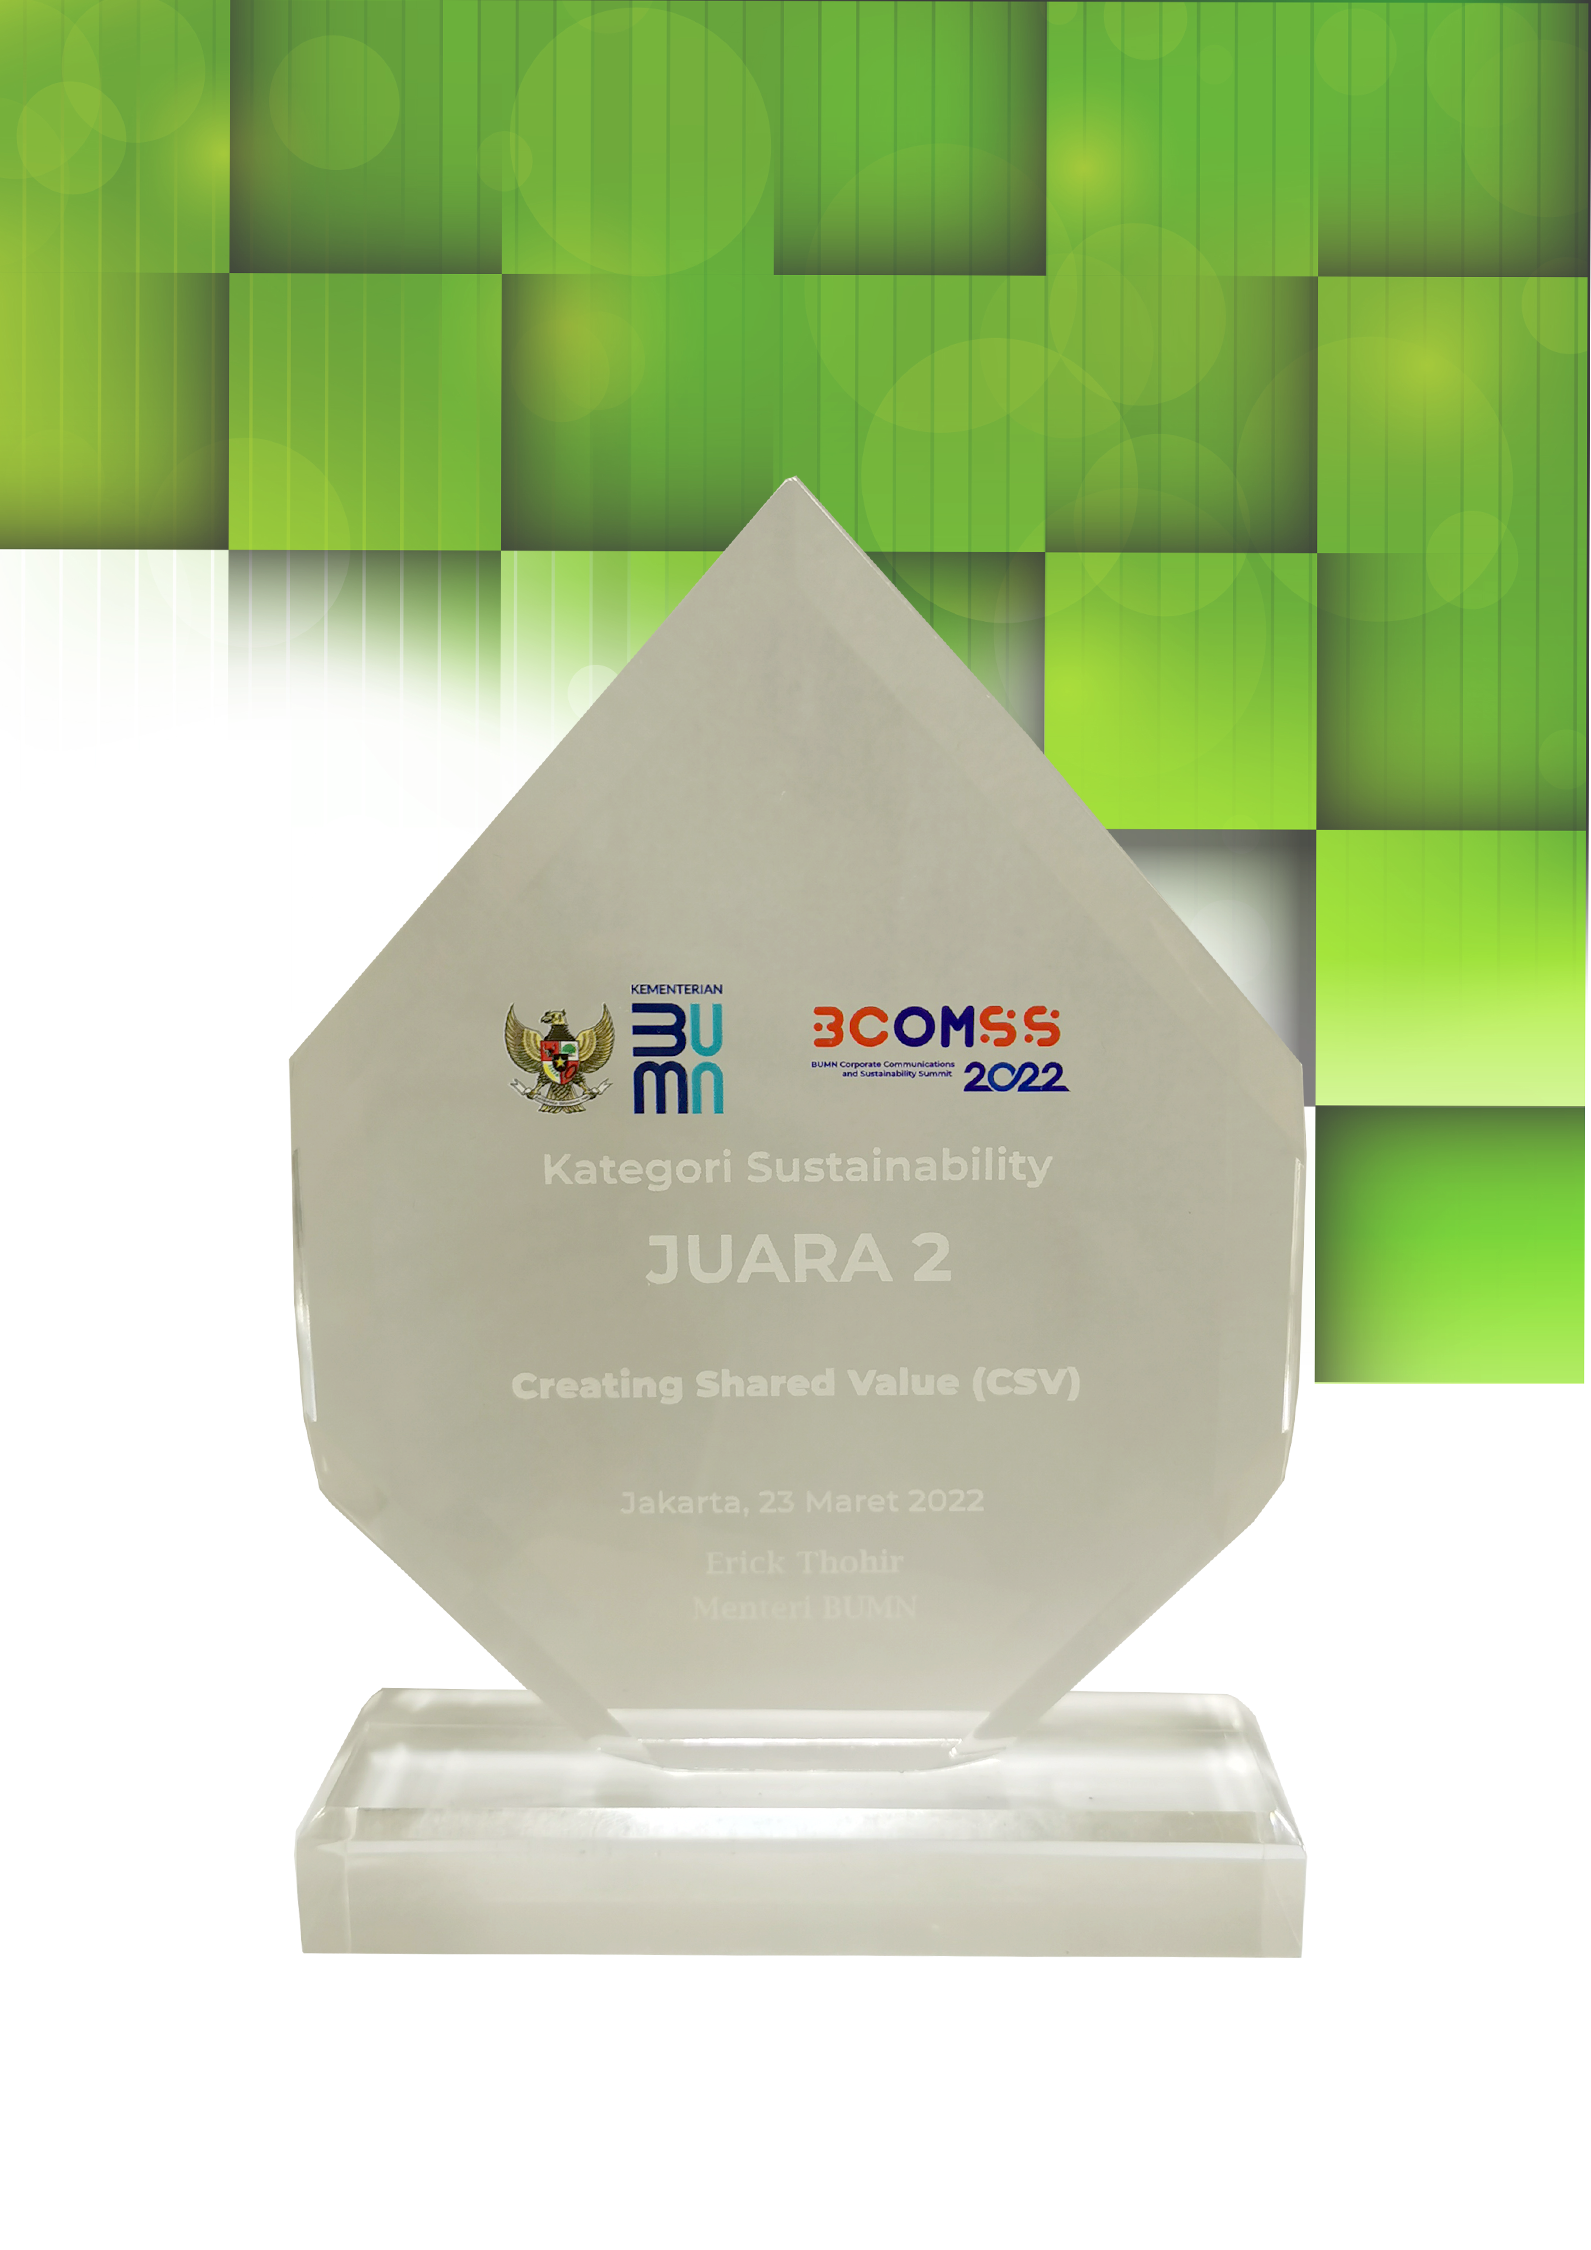 KEMENTERIAN
BUMN
BCOMSS
BUMN Corporate Communications
and Sustainability Summit
2022
Kategori Sustainability
JUARA 2
Creating Shared Value (CSV)
Jakarta, 23 Maret 2022
Erick Thohir
Menteri BUMN